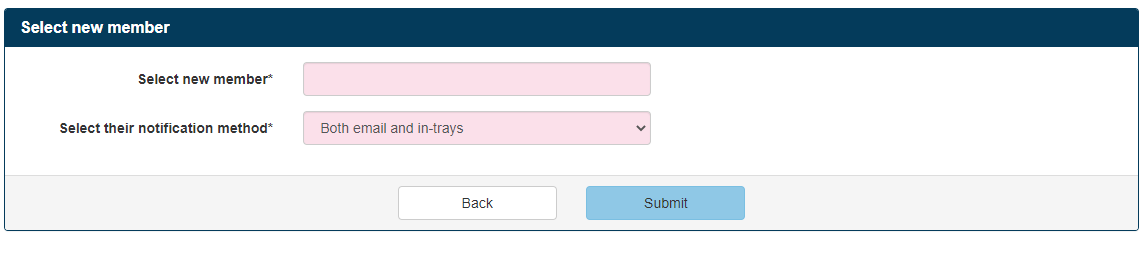 Select new member
Select new member*
Select their notification method* Both email and in-trays
Back Submit